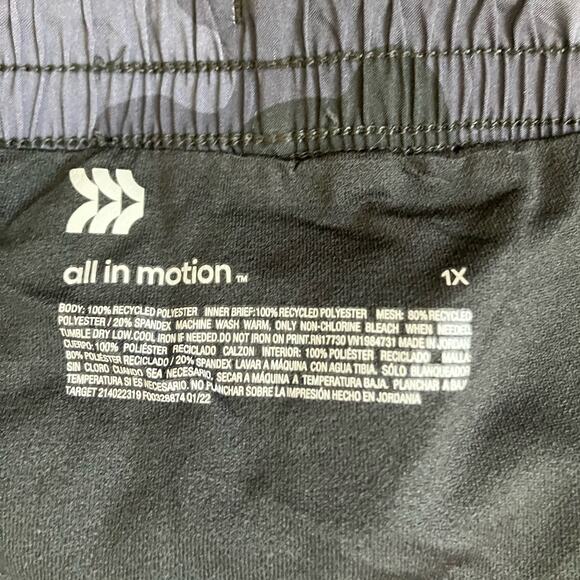 all in motion™
1X
BODY: 100% RECYCLED POLYESTER INNER BRIEF:100% RECYCLED POLYESTER MESH: 80% RECYCLED
POLYESTER / 20% SPANDEX MACHINE WASH WARM, ONLY NON-CHLORINE BLEACH WHEN NEEDED.
TUMBLE DRY LOW.COOL IRON IF NEEDED.DO NOT IRON ON PRINT.RN17730 VN1984731 MADE IN JORDAN
CUERPO: 100% POLIÉSTER RECICLADO CALZON INTERIOR: 100% POLIÉSTER RECICLADO MALLA:
80% POLIÉSTER RECICLADO / 20% SPANDEX LAVAR A MÁQUINA CON AGUA TIBIA. SÓLO BLANQUEADOR
SIN CLORO CUANDO SEA NECESARIO. SECAR A MÁQUINA A TEMPERATURA BAJA. PLANCHAR A BAJA
TEMPERATURA SI ES NECESARIO. NO PLANCHAR SOBRE LA IMPRESIÓN HECHO EN JORDANIA
TARGET 214022319 F00328874 01/22